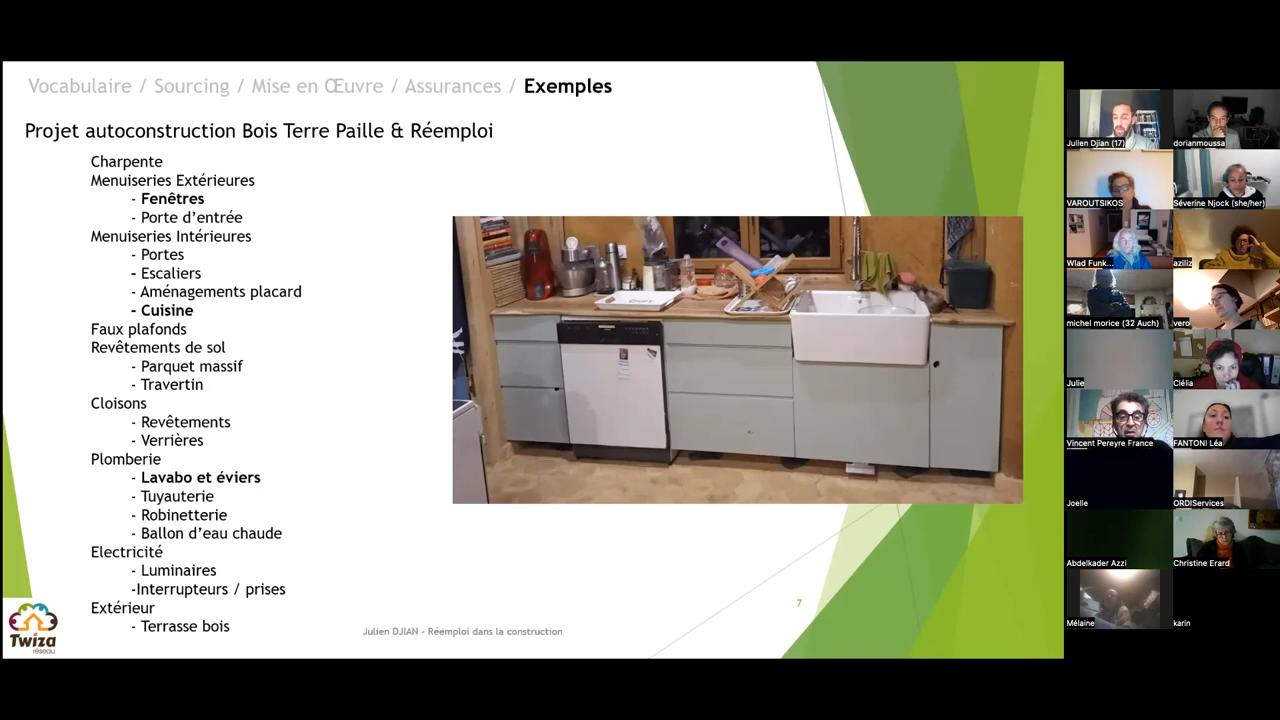 Vocabulaire / Sourcing / Mise en Œuvre / Assurances / Exemples
Projet autoconstruction Bois Terre Paille & Réemploi
Charpente
Menuiseries Extérieures
- Fenêtres
- Porte d'entrée
Menuiseries Intérieures
- Portes
- Escaliers
- Aménagements placard
- Cuisine
Faux plafonds
Revêtements de sol
- Parquet massif
- Travertin
Cloisons
- Revêtements
- Verrières
Plomberie
- Lavabo et éviers
- Tuyauterie
- Robinetterie
- Ballon d'eau chaude
Electricité
- Luminaires
-Interrupteurs / prises
Extérieur
- Terrasse bois
Twiza
réseau
Julien DJIAN - Réemploi dans la construction
7
Julien Djian (17)
dorianmoussa
VAROUTSIKOS
Séverine Njock (she/her)
Wlad Funk...
aziliz
michel morice (32 Auch)
vero
Julie
Clélia
Vincent Pereyre France
FANTONI Léa
Joelle
ORDIServices
Abdelkader Azzi
Christine Erard
Mélaine
karin